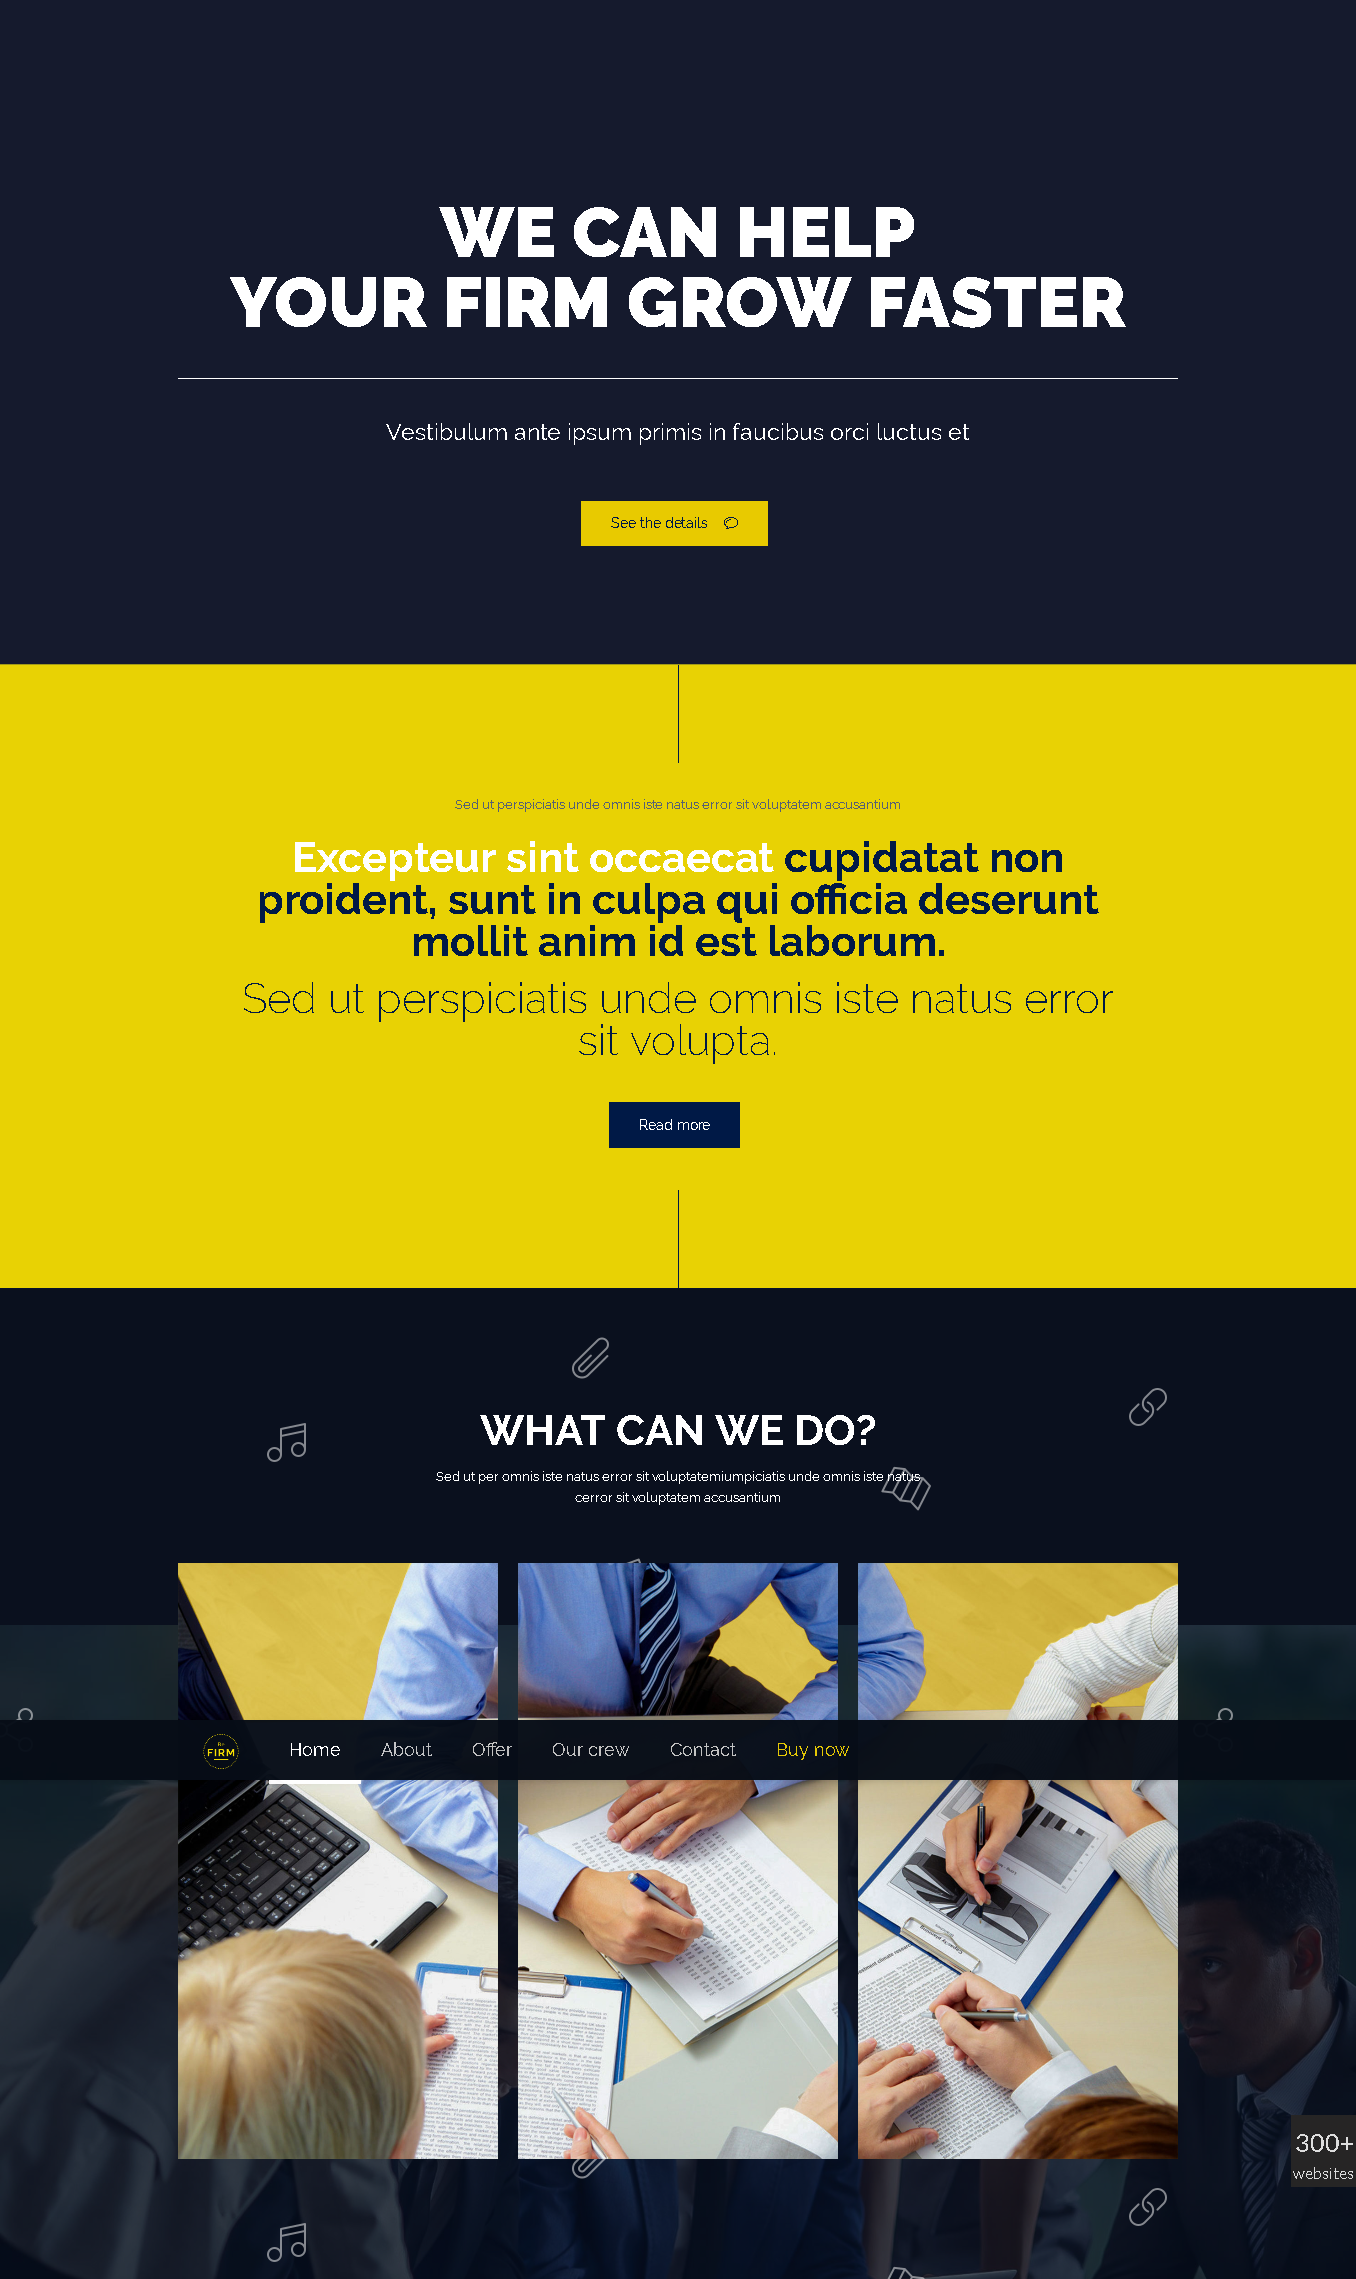 WE CAN HELP
YOUR FIRM GROW FASTER
Vestibulum ante ipsum primis in faucibus orci luctus et
See the details
Sed ut perspiciatis unde omnis iste natus error sit voluptatem accusantium
Excepteur sint occaecat cupidatat non
proident, sunt in culpa qui officia deserunt
mollit anim id est laborum.
Sed ut perspiciatis unde omnis iste natus error
sit volupta.
Read more
WHAT CAN WE DO?
Sed ut per omnis iste natus error sit voluptatemiumpiciatis unde omnis iste natus
cerror sit voluptatem accusantium
FIRM
Home
About
Offer
Our crew
Contact
Buy now
300+
websites